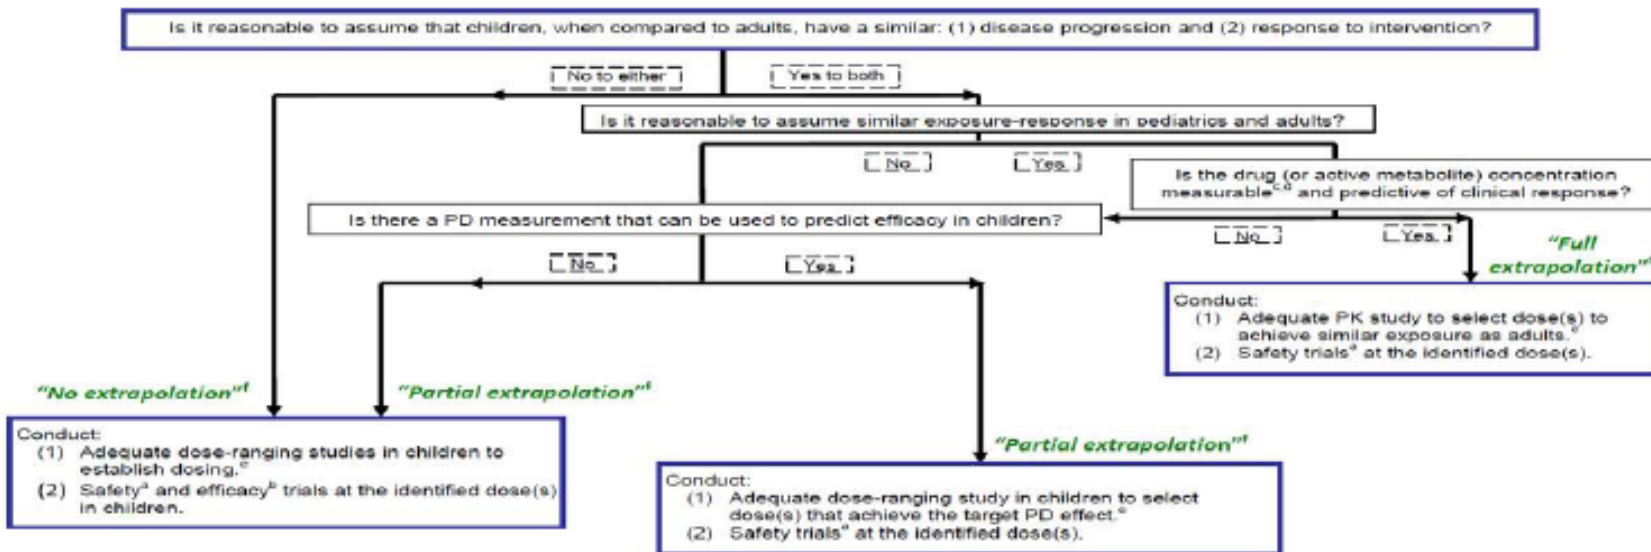 Is it reasonable to assume that children, when compared to adults, have a similar: (1) disease progression and (2) response to intervention?
No to either
Yes to both
Is it reasonable to assume similar exposure-response in pediatrics and adults?
No
Yes
Is the drug (or active metabolite) concentration
measurable^c,d and predictive of clinical response?
Is there a PD measurement that can be used to predict efficacy in children?
No
Yes
No
Yes
"Full
extrapolation"^f
Conduct:
(1) Adequate PK study to select dose(s) to
achieve similar exposure as adults.^e
(2) Safety trials^a at the identified dose(s).
"No extrapolation"^f
"Partial extrapolation"^f
Conduct:
(1) Adequate dose-ranging studies in children to
establish dosing.^e
(2) Safety^a and efficacy^b trials at the identified dose(s)
in children.
"Partial extrapolation"^f
Conduct:
(1) Adequate dose-ranging study in children to select
dose(s) that achieve the target PD effect.^e
(2) Safety trials^a at the identified dose(s).